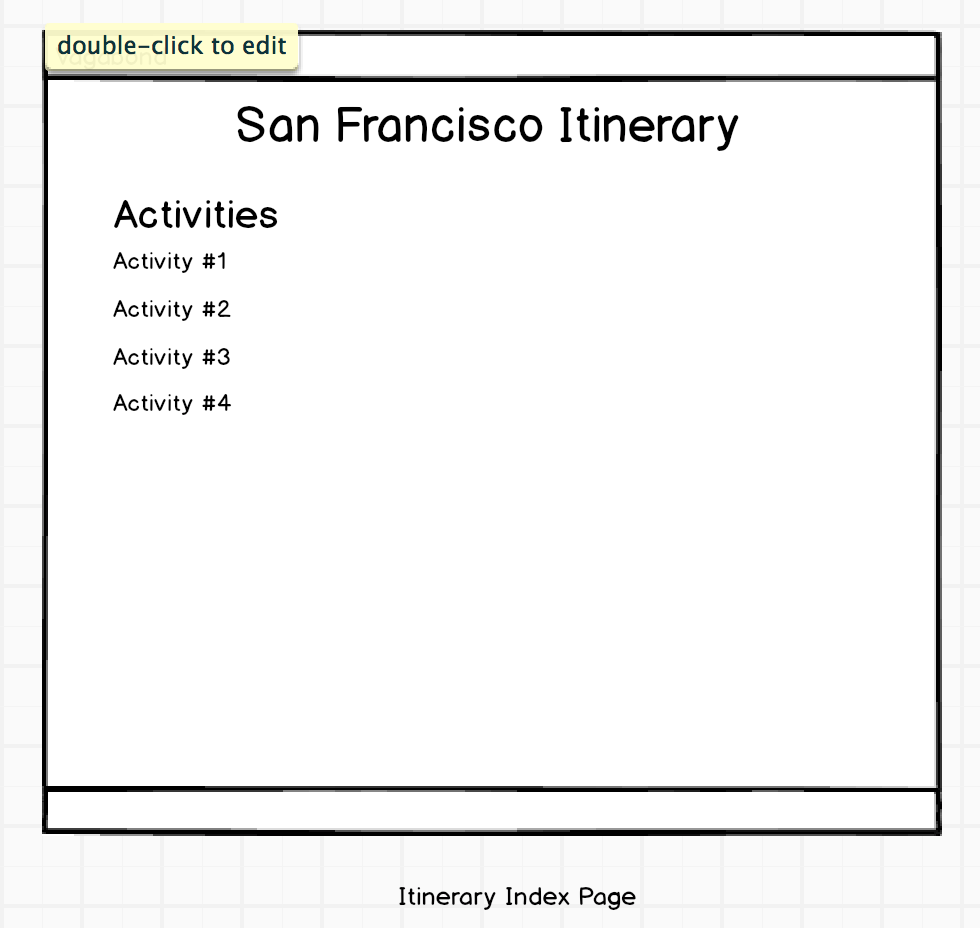 double-click to edit
vagabond
San Francisco Itinerary
Activities
Activity #1
Activity #2
Activity #3
Activity #4
Itinerary Index Page